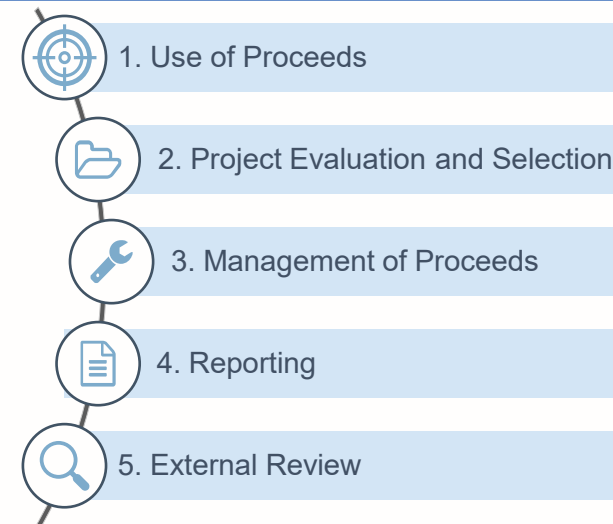 1. Use of Proceeds
2. Project Evaluation and Selection
3. Management of Proceeds
4. Reporting
5. External Review